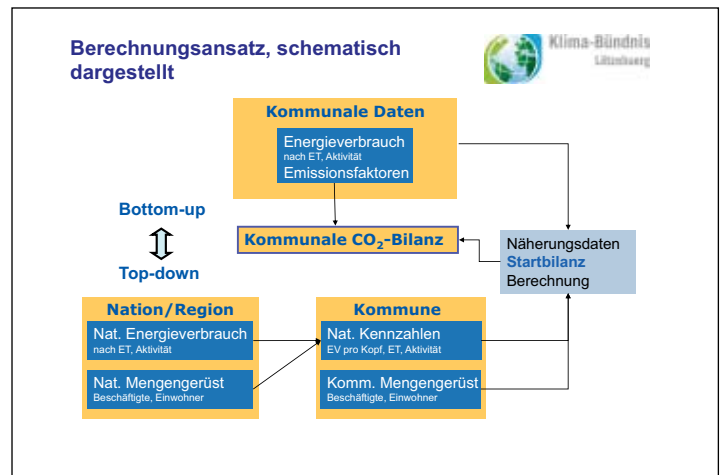 Berechnungsansatz, schematisch
dargestellt
Klima-Bündnis
Lëtzebuerg
Kommunale Daten
Energieverbrauch
nach ET, Aktivität
Emissionsfaktoren
Bottom-up
Top-down
Kommunale CO₂-Bilanz
Näherungsdaten
Startbilanz
Berechnung
Nation/Region
Nat. Energieverbrauch
nach ET, Aktivität
Nat. Mengengerüst
Beschäftigte, Einwohner
Kommune
Nat. Kennzahlen
EV pro Kopf, ET, Aktivität
Komm. Mengengerüst
Beschäftigte, Einwohner